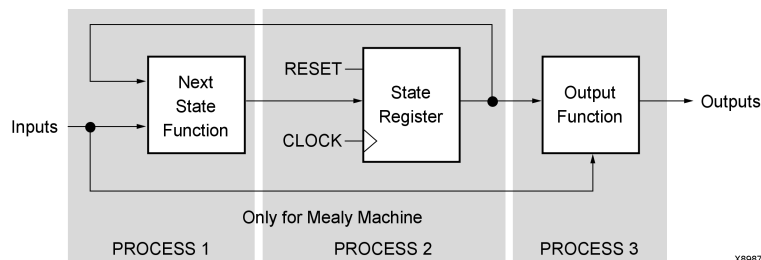 Inputs
Next
State
Function
RESET
CLOCK
State
Register
Output
Function
Outputs
Only for Mealy Machine
PROCESS 1
PROCESS 2
PROCESS 3
X8987